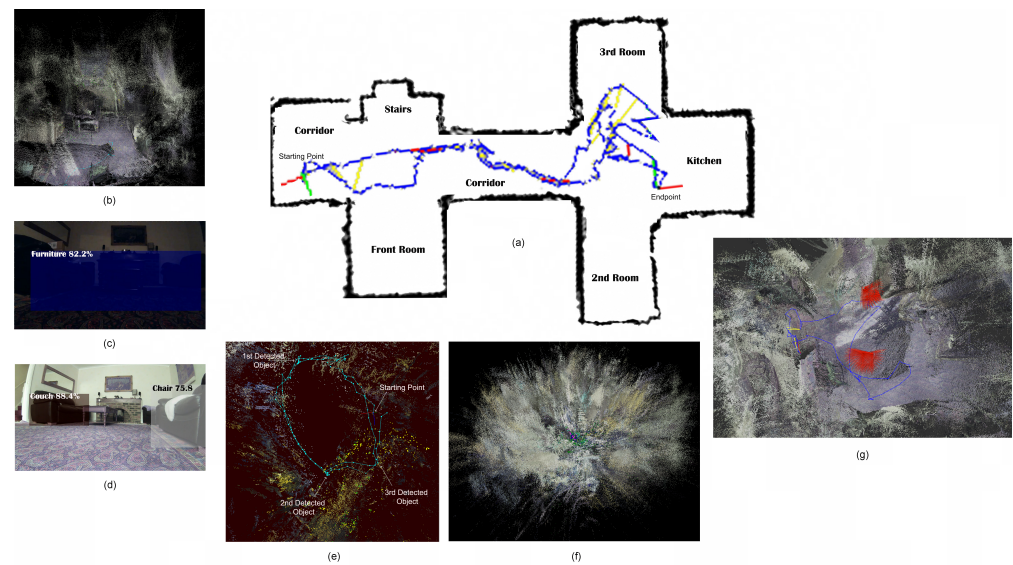 3rd Room
Stairs
Corridor
Starting Point
Kitchen
Corridor
Endpoint
(b)
(a)
Front Room
2nd Room
Furniture 82.2%
(c)
1st Detected
Object
Starting Point
Chair 75.8
Couch 88.4%
(g)
(d)
3rd Detected
Object
2nd Detected
Object
(e)
(f)